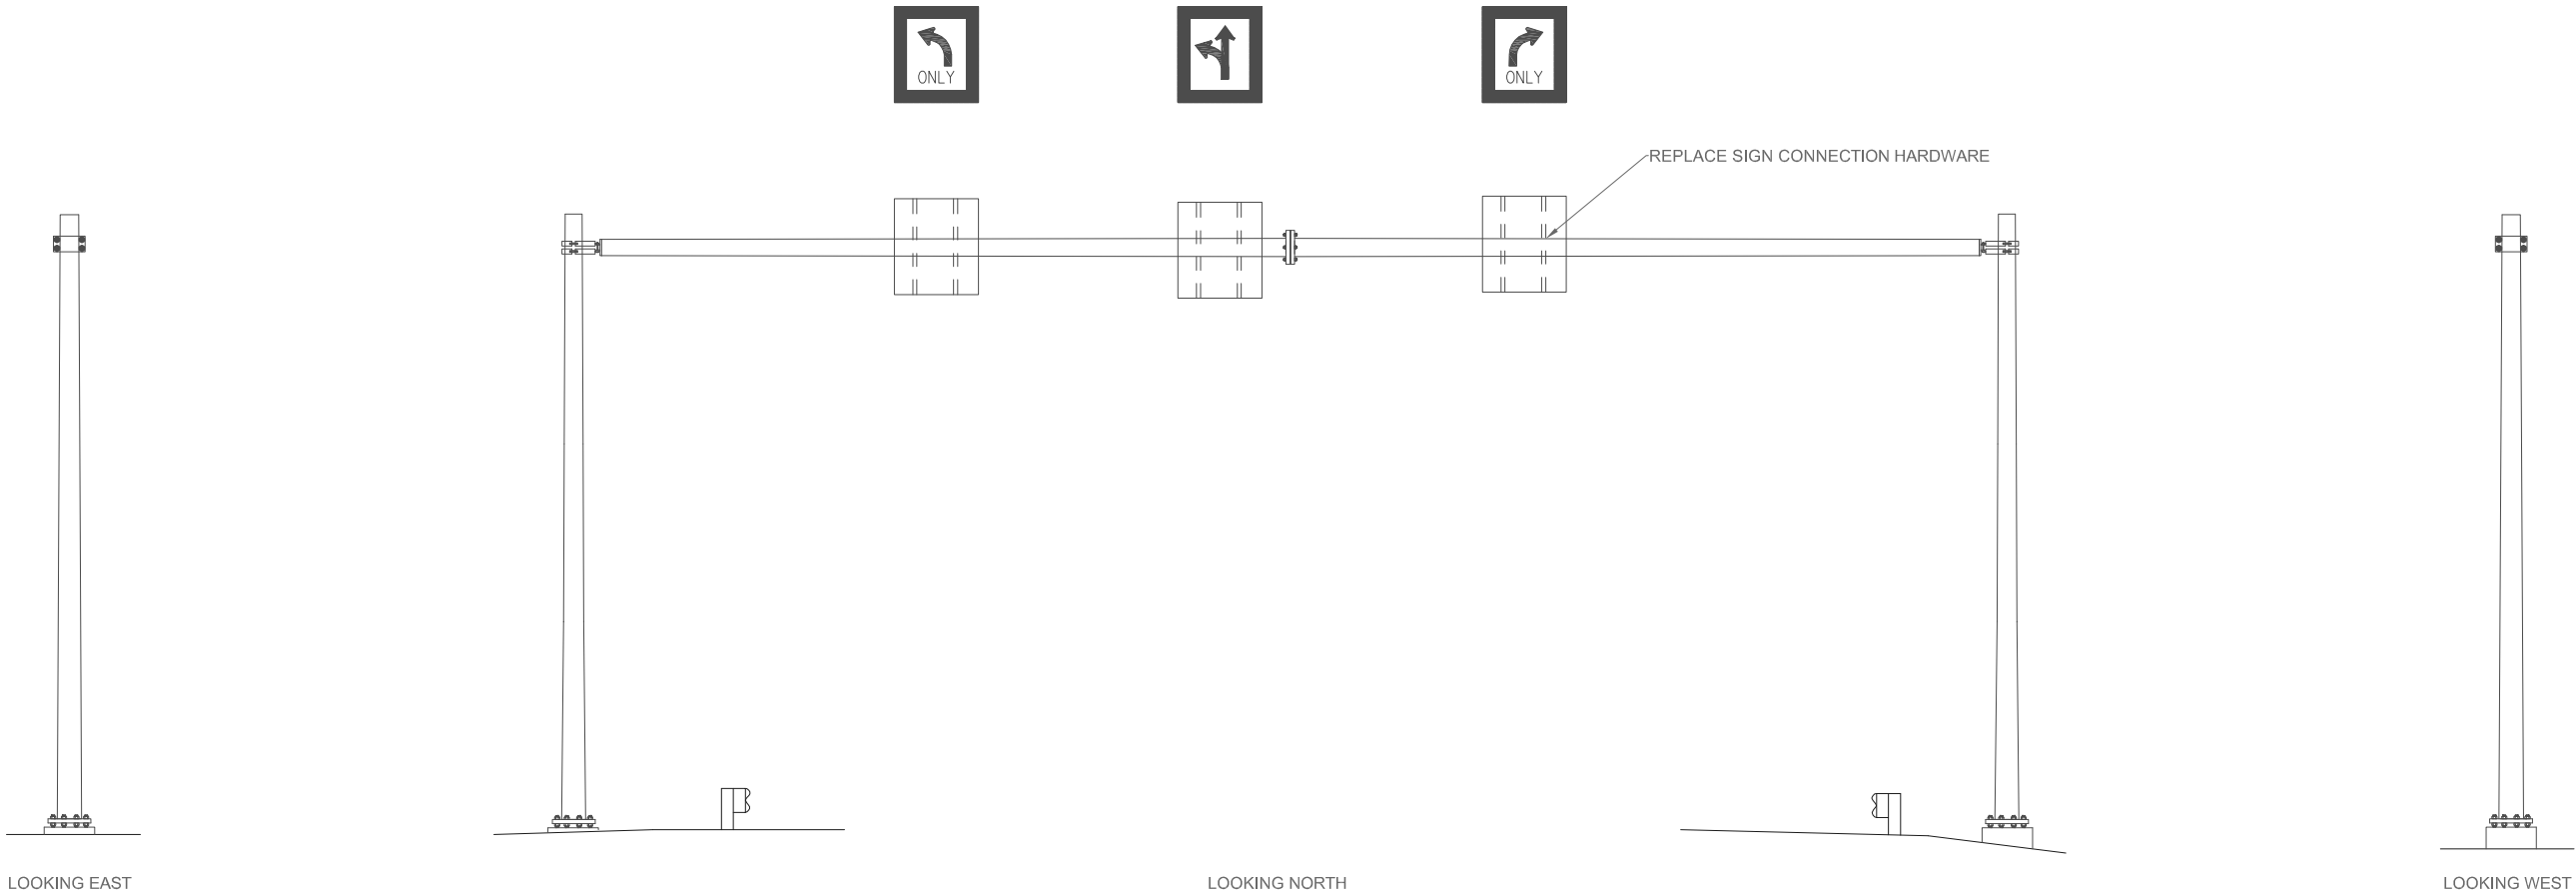 ONLY
ONLY
REPLACE SIGN CONNECTION HARDWARE
LOOKING EAST
LOOKING NORTH
LOOKING WEST